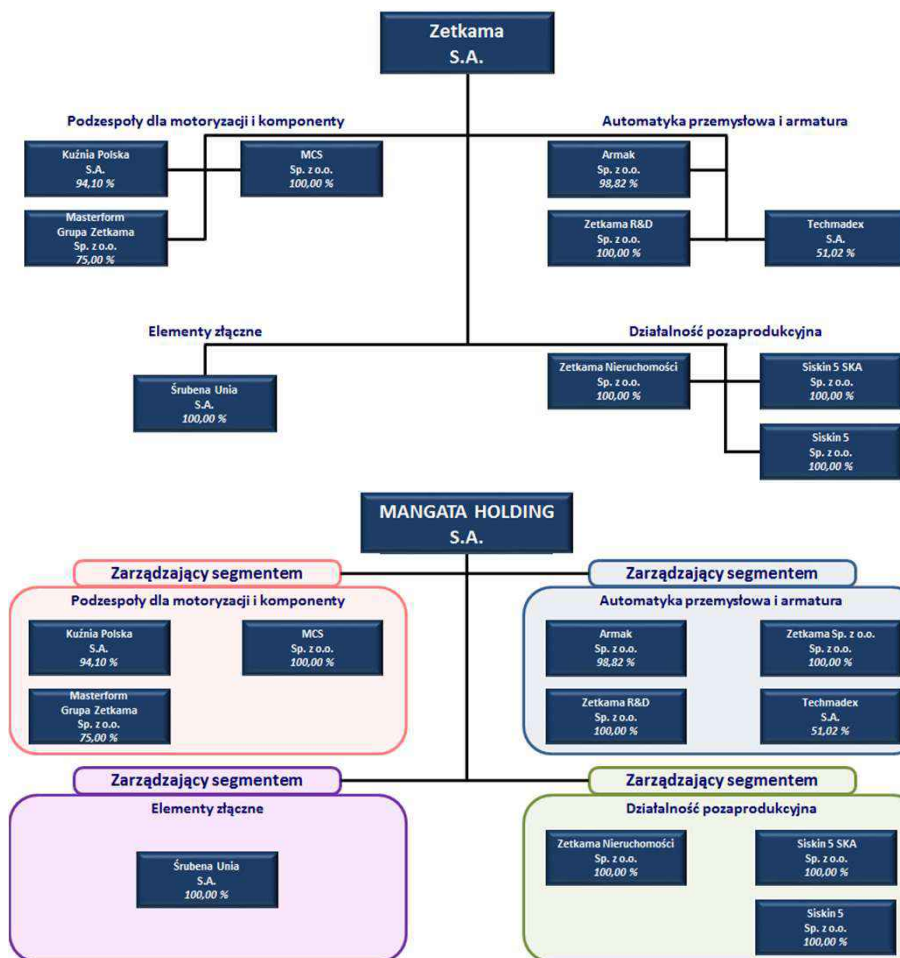 Zetkama
S.A.
Podzespoły dla motoryzacji i komponenty
Kuźnia Polska
S.A.
94,10 %
MCS
Sp. z o.o.
100,00 %
Masterform
Grupa Zetkama
Sp. z o.o.
75,00 %
Automatyka przemysłowa i armatura
Armak
Sp. z o.o.
98,82 %
Zetkama R&D
Sp. z o.o.
100,00 %
Techmadex
S.A.
51,02 %
Elementy złączne
Śrubena Unia
S.A.
100,00 %
Działalność pozaprodukcyjna
Zetkama Nieruchomości
Sp. z o.o.
100,00 %
Siskin 5 SKA
Sp. z o.o.
100,00 %
Siskin 5
Sp. z o.o.
100,00 %
MANGATA HOLDING
S.A.
Zarządzający segmentem
Podzespoły dla motoryzacji i komponenty
Kuźnia Polska
S.A.
94,10 %
MCS
Sp. z o.o.
100,00 %
Masterform
Grupa Zetkama
Sp. z o.o.
75,00 %
Zarządzający segmentem
Automatyka przemysłowa i armatura
Armak
Sp. z o.o.
98,82 %
Zetkama Sp. z o.o.
Sp. z o.o.
100,00 %
Zetkama R&D
Sp. z o.o.
100,00 %
Techmadex
S.A.
51,02 %
Zarządzający segmentem
Elementy złączne
Śrubena Unia
S.A.
100,00 %
Zarządzający segmentem
Działalność pozaprodukcyjna
Zetkama Nieruchomości
Sp. z o.o.
100,00 %
Siskin 5 SKA
Sp. z o.o.
100,00 %
Siskin 5
Sp. z o.o.
100,00 %